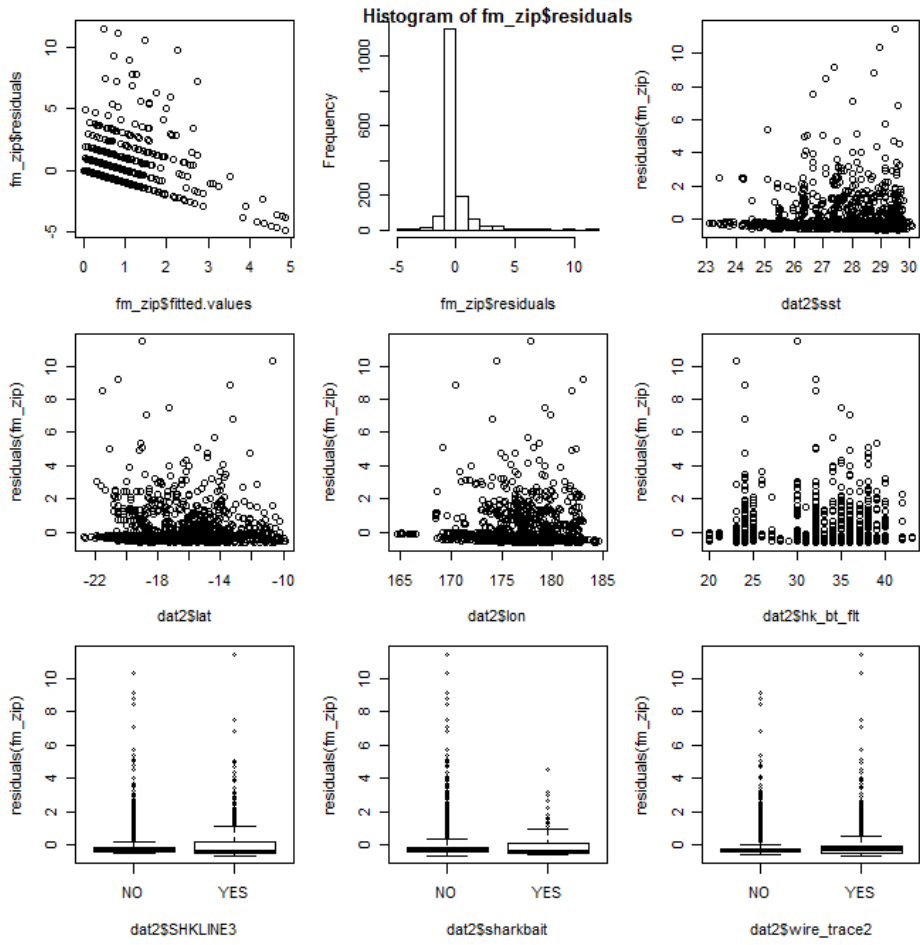 Histogram of fm_zip$residuals
fm_zip$residuals
10
5
0
-5
0 1 2 3 4 5
fm_zip$fitted.values
Frequency
1000
600
200
0
-5 0 5 10
fm_zip$residuals
residuals(fm_zip)
10
8
6
4
2
0
23 24 25 26 27 28 29 30
dat2$sst
residuals(fm_zip)
10
8
6
4
2
0
-22 -18 -14 -10
dat2$lat
residuals(fm_zip)
10
8
6
4
2
0
165 170 175 180 185
dat2$lon
residuals(fm_zip)
10
8
6
4
2
0
20 25 30 35 40
dat2$hk_bt_flt
residuals(fm_zip)
10
8
6
4
2
0
NO YES
dat2$SHKLINE3
residuals(fm_zip)
10
8
6
4
2
0
NO YES
dat2$sharkbait
residuals(fm_zip)
10
8
6
4
2
0
NO YES
dat2$wire_trace2